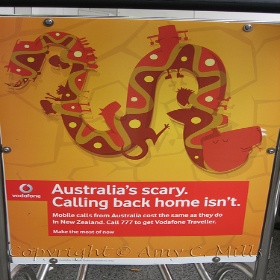 Australia's scary.
Calling back home isn't.
vodafone
Mobile calls from Australia cost the same as they do
in New Zealand. Call 777 to get Vodafone Traveller.
Make the most of now
Copyright © Amy C. Mills